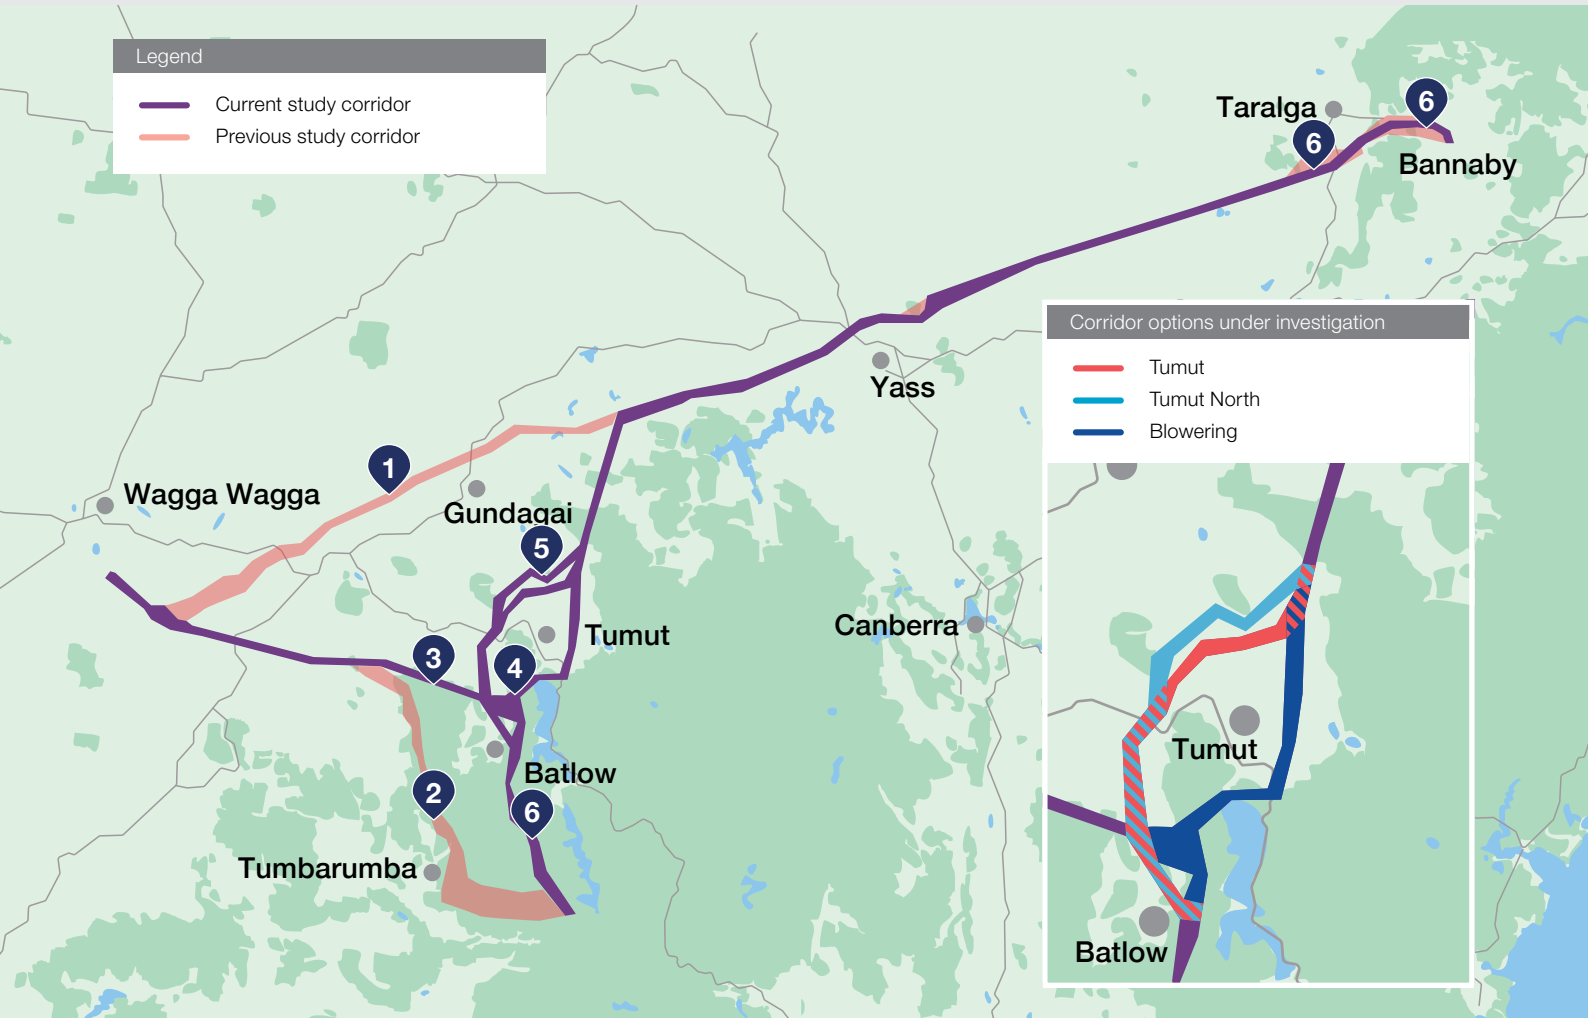 Legend
Current study corridor
Previous study corridor
Taralga
6
6
Bannaby
Corridor options under investigation
Tumut
Tumut North
Blowering
Yass
1
Wagga Wagga
Gundagai
5
Canberra
Tumut
3
4
Batlow
2
6
Tumbarumba
Tumut
Batlow